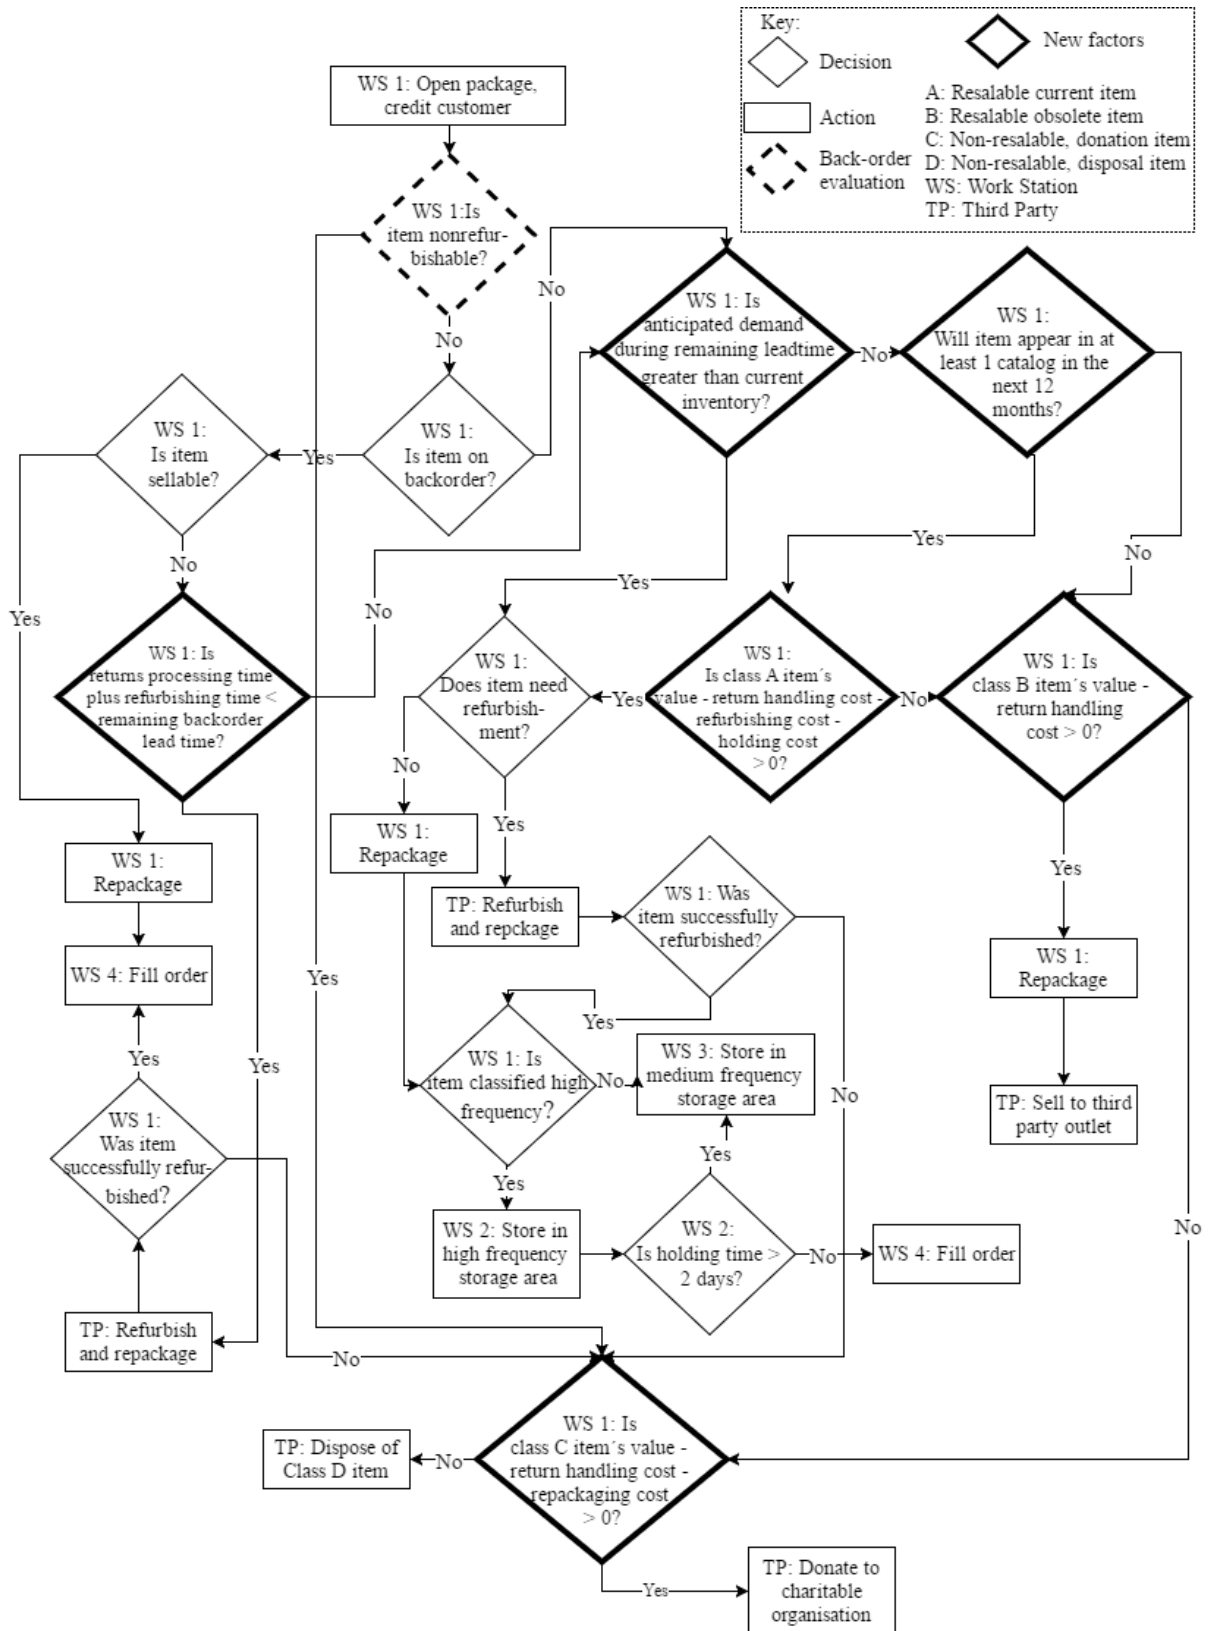 Key:
Decision
Action
Back-order
evaluation
New factors
A: Resalable current item
B: Resalable obsolete item
C: Non-resalable, donation item
D: Non-resalable, disposal item
WS: Work Station
TP: Third Party
WS 1: Open package,
credit customer
WS 1:Is
item nonrefur-
bishable?
No
WS 1:
Is item on
backorder?
Yes
No
WS 1:
Is item
sellable?
No
Yes
WS 1: Is
anticipated demand
during remaining leadtime
greater than current
inventory?
No
WS 1:
Will item appear in at
least 1 catalog in the
next 12
months?
Yes
No
Yes
WS 1: Is
returns processing time
plus refurbishing time <
remaining backorder
lead time?
No
Yes
WS 1:
Does item need
refurbish-
ment?
Yes
WS 1:
Is class A item´s
value - return handling cost -
refurbishing cost -
holding cost
> 0?
No
WS 1: Is
class B item´s value -
return handling
cost > 0?
No
Yes
Yes
No
WS 1:
Repackage
WS 1:
Repackage
TP: Refurbish
and repckage
WS 1: Was
item successfully
refurbished?
Yes
No
WS 4: Fill order
Yes
WS 1:
Was item
successfully refur-
bished?
No
TP: Refurbish
and repackage
Yes
WS 1: Is
item classified high
frequency?
No
WS 3: Store in
medium frequency
storage area
Yes
Yes
WS 2: Store in
high frequency
storage area
WS 2:
Is holding time >
2 days?
No
WS 4: Fill order
WS 1:
Repackage
TP: Sell to third
party outlet
WS 1: Is
class C item´s value -
return handling cost -
repackaging cost
> 0?
No
TP: Dispose of
Class D item
Yes
TP: Donate to
charitable
organisation